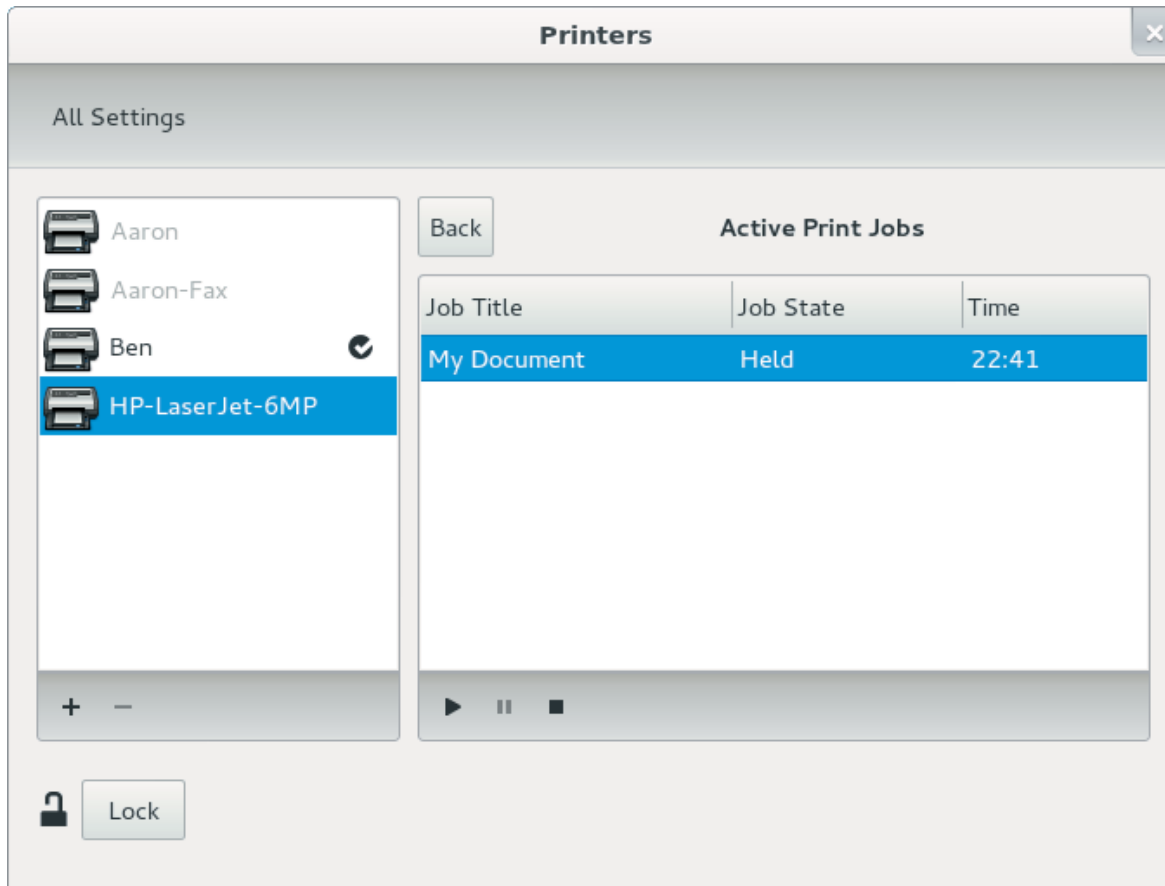 Printers
All Settings
Aaron
Aaron-Fax
Ben
HP-LaserJet-6MP
Back
Active Print Jobs
Job Title Job State Time
My Document Held 22:41
Lock